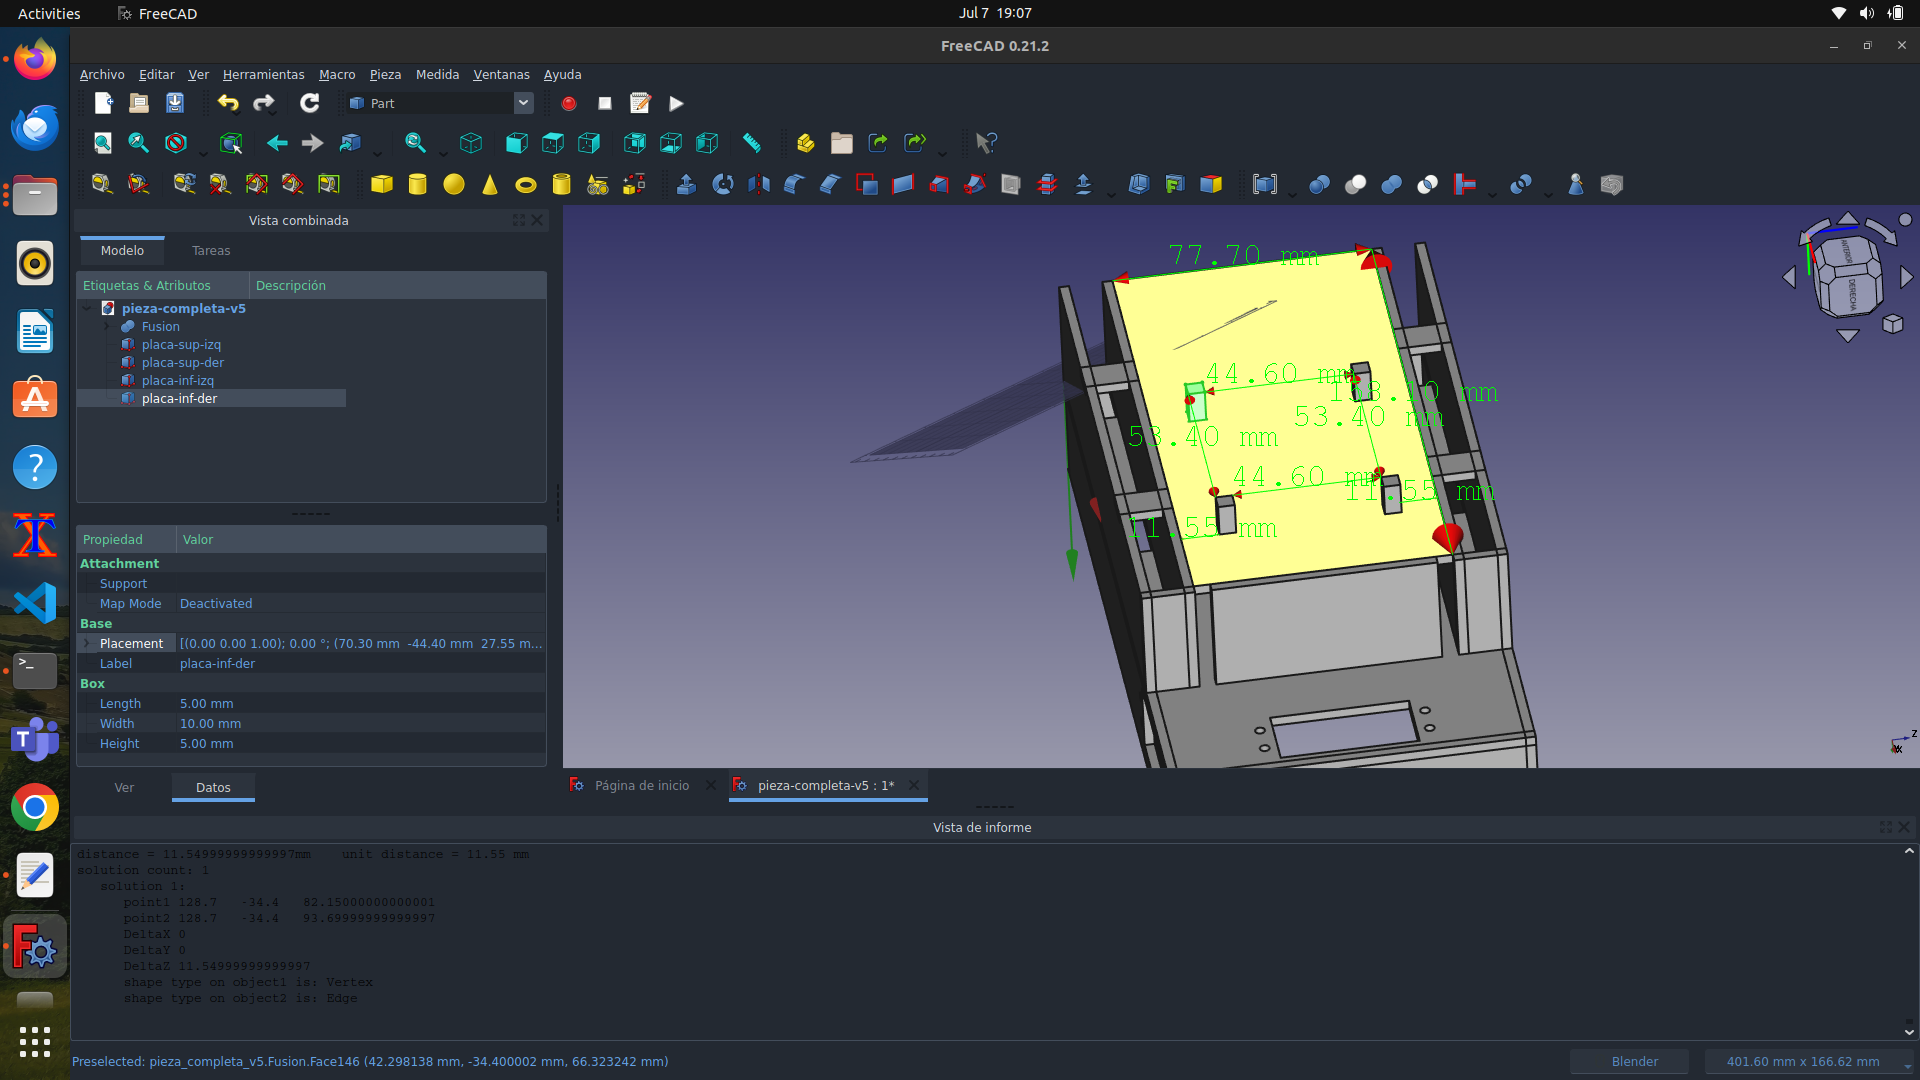 Activities
FreeCAD
Jul 7 19:07
FreeCAD 0.21.2
Archivo Editar Ver Herramientas Macro Pieza Medida Ventanas Ayuda
Part
Vista combinada
Modelo
Tareas
Etiquetas & Atributos
Descripción
pieza-completa-v5
Fusion
placa-sup-izq
placa-sup-der
placa-inf-izq
placa-inf-der
Propiedad
Valor
Attachment
Support
Map Mode Deactivated
Base
Placement [(0.00 0.00 1.00); 0.00 °; (70.30 mm -44.40 mm 27.55 m...
Label placa-inf-der
Box
Length 5.00 mm
Width 10.00 mm
Height 5.00 mm
Ver
Datos
77.70 mm
44.60 mm
mm
53.40 mm
53.40 mm
44.60 mm
11.55 mm
11.55 mm
ANTERIOR
DERECHA
Z
Página de inicio
pieza-completa-v5 : 1*
Vista de informe
distance = 11.54999999999997mm unit distance = 11.55 mm
solution count: 1
solution 1:
point1 128.7 -34.4 82.15000000000001
point2 128.7 -34.4 93.69999999999997
DeltaX 0
DeltaY 0
DeltaZ 11.54999999999997
shape type on object1 is: Vertex
shape type on object2 is: Edge
Preselected: pieza_completa_v5.Fusion.Face146 (42.298138 mm, -34.400002 mm, 66.323242 mm)
Blender
401.60 mm x 166.62 mm